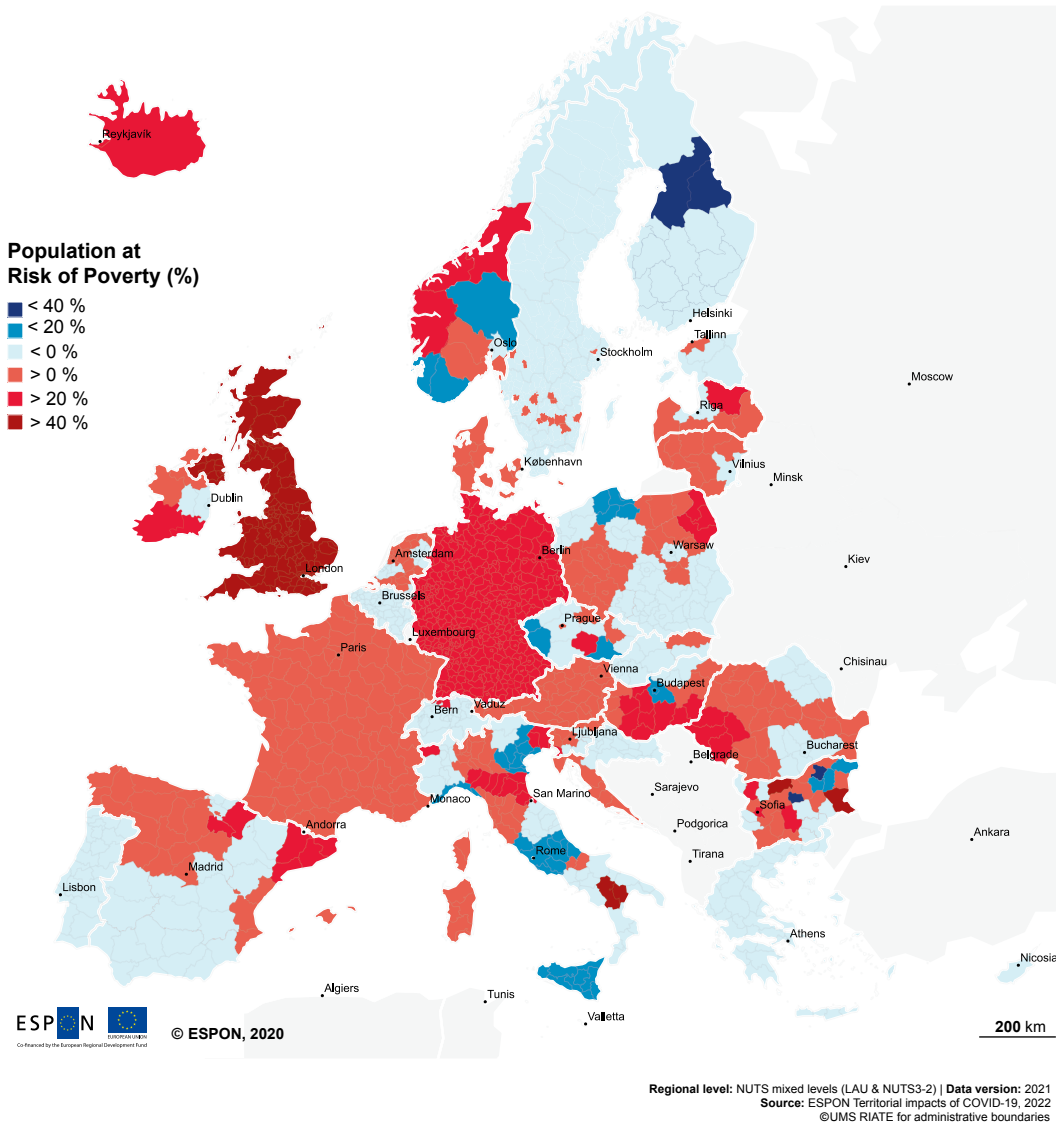 Reykjavík
Population at
Risk of Poverty (%)
< 40 %
< 20 %
< 0 %
> 0 %
> 20 %
> 40 %
Helsinki
Tallinn
Oslo
Stockholm
Moscow
Riga
København
Vilnius
Minsk
Dublin
Amsterdam
Berlin
Warsaw
London
Kiev
Brussels
Prague
Luxembourg
Paris
Vienna
Chisinau
Budapest
Bern
Vaduz
Ljubljana
Bucharest
Belgrade
Monaco
San Marino
Sarajevo
Sofia
Andorra
Podgorica
Ankara
Rome
Tirana
Madrid
Lisbon
Athens
Nicosia
Algiers
Tunis
Valletta
ESPON
EUROPEAN UNION
Co-financed by the European Regional Development Fund
© ESPON, 2020
200 km
Regional level: NUTS mixed levels (LAU & NUTS3-2) | Data version: 2021
Source: ESPON Territorial impacts of COVID-19, 2022
©UMS RIATE for administrative boundaries